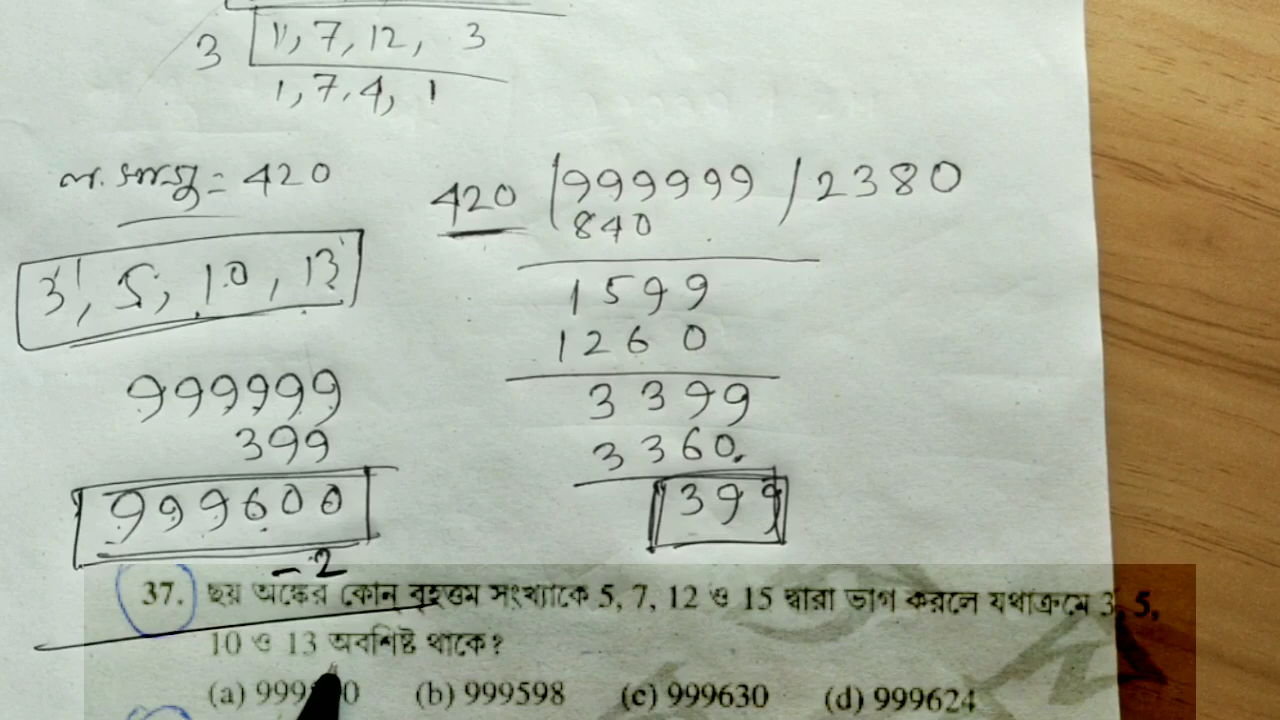 3 | 1, 7, 12, 3
1, 7, 4, 1
ল. সা. গু = 420
3, 5, 10, 13
999999
399
999600
-2
420 | 999999 / 2380
840
1599
1260
3399
3360
399
37. ছয় অঙ্কের কোন বৃহত্তম সংখ্যাকে 5, 7, 12 ও 15 দ্বারা ভাগ করলে যথাক্রমে 3, 5,
10 ও 13 অবশিষ্ট থাকে?
(a) (b) 999598 (c) 999630 (d) 999624